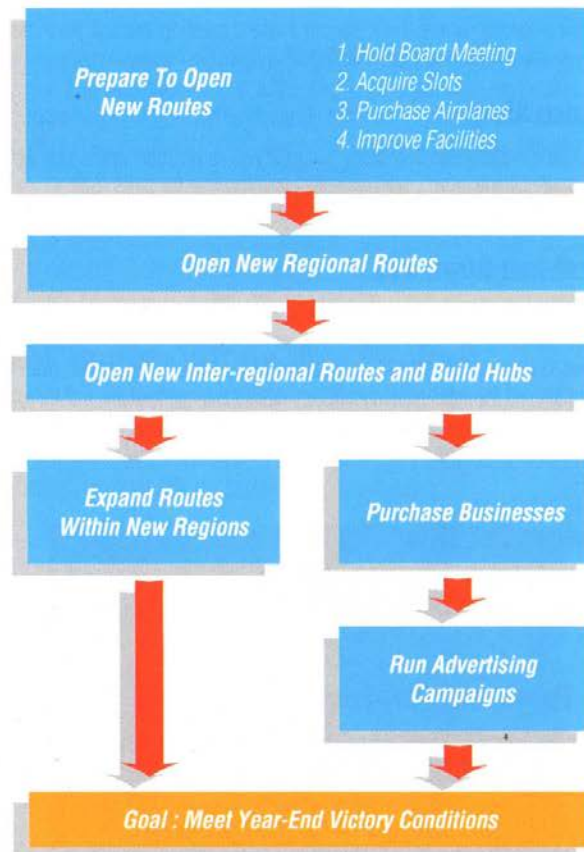 Prepare To Open
New Routes
1. Hold Board Meeting
2. Acquire Slots
3. Purchase Airplanes
4. Improve Facilities
Open New Regional Routes
Open New Inter-regional Routes and Build Hubs
Expand Routes
Within New Regions
Purchase Businesses
Run Advertising
Campaigns
Goal : Meet Year-End Victory Conditions